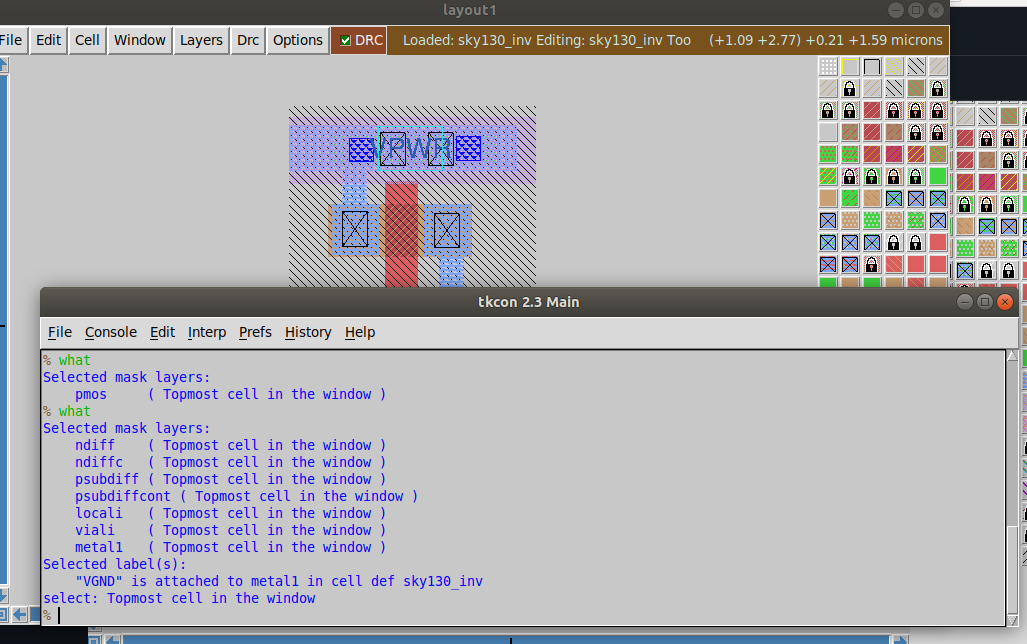 layout1
File Edit Cell Window Layers Drc Options DRC Loaded: sky130_inv Editing: sky130_inv Too (+1.09 +2.77) +0.21 +1.59 microns
VPWR
tkcon 2.3 Main
File Console Edit Interp Prefs History Help
% what
Selected mask layers:
pmos ( Topmost cell in the window )
% what
Selected mask layers:
ndiff ( Topmost cell in the window )
ndiffc ( Topmost cell in the window )
psubdiff ( Topmost cell in the window )
psubdiffcont ( Topmost cell in the window )
locali ( Topmost cell in the window )
viali ( Topmost cell in the window )
metal1 ( Topmost cell in the window )
Selected label(s):
"VGND" is attached to metal1 in cell def sky130_inv
select: Topmost cell in the window
%